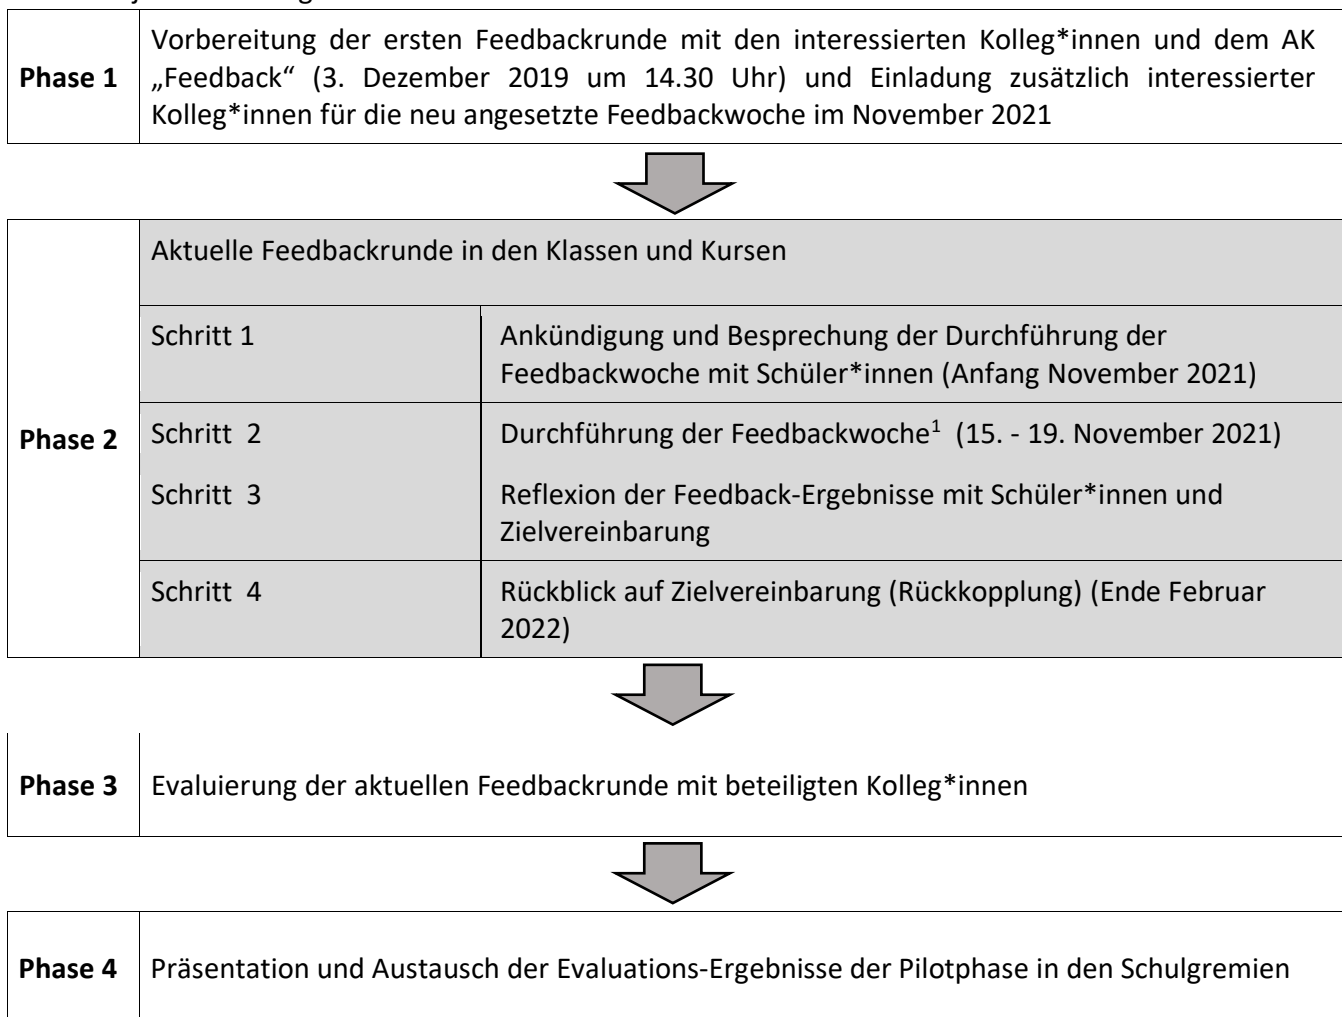 Phase 1
Vorbereitung der ersten Feedbackrunde mit den interessierten Kolleg*innen und dem AK
„Feedback“ (3. Dezember 2019 um 14.30 Uhr) und Einladung zusätzlich interessierter
Kolleg*innen für die neu angesetzte Feedbackwoche im November 2021
Phase 2
Aktuelle Feedbackrunde in den Klassen und Kursen
Schritt 1
Ankündigung und Besprechung der Durchführung der
Feedbackwoche mit Schüler*innen (Anfang November 2021)
Schritt 2
Durchführung der Feedbackwoche¹ (15. - 19. November 2021)
Schritt 3
Reflexion der Feedback-Ergebnisse mit Schüler*innen und
Zielvereinbarung
Schritt 4
Rückblick auf Zielvereinbarung (Rückkopplung) (Ende Februar
2022)
Phase 3
Evaluierung der aktuellen Feedbackrunde mit beteiligten Kolleg*innen
Phase 4
Präsentation und Austausch der Evaluations-Ergebnisse der Pilotphase in den Schulgremien